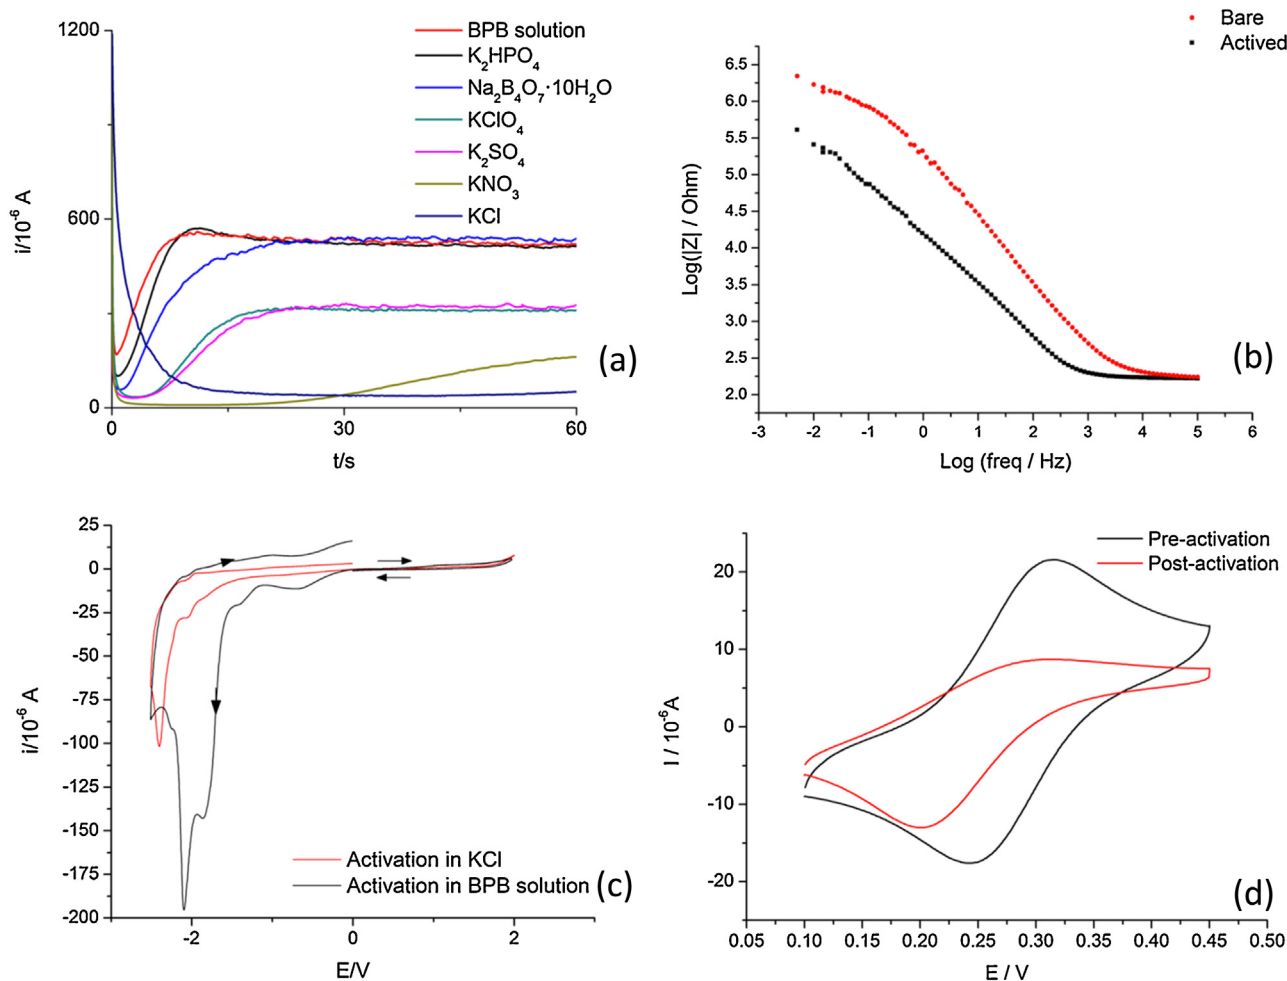 1200
600
0
0
30
60
i/10⁻⁶ A
t/s
BPB solution
K₂HPO₄
Na₂B₄O₇·10H₂O
KClO₄
K₂SO₄
KNO₃
KCl
(a)
Bare
Actived
6.5
6.0
5.5
5.0
4.5
4.0
3.5
3.0
2.5
2.0
-3
-2
-1
0
1
2
3
4
5
6
Log(|Z| / Ohm)
Log (freq / Hz)
(b)
25
0
-25
-50
-75
-100
-125
-150
-175
-200
-2
0
2
i/10⁻⁶ A
E/V
Activation in KCl
Activation in BPB solution
(c)
Pre-activation
Post-activation
20
10
0
-10
-20
0.05
0.10
0.15
0.20
0.25
0.30
0.35
0.40
0.45
0.50
I / 10⁻⁶A
E / V
(d)